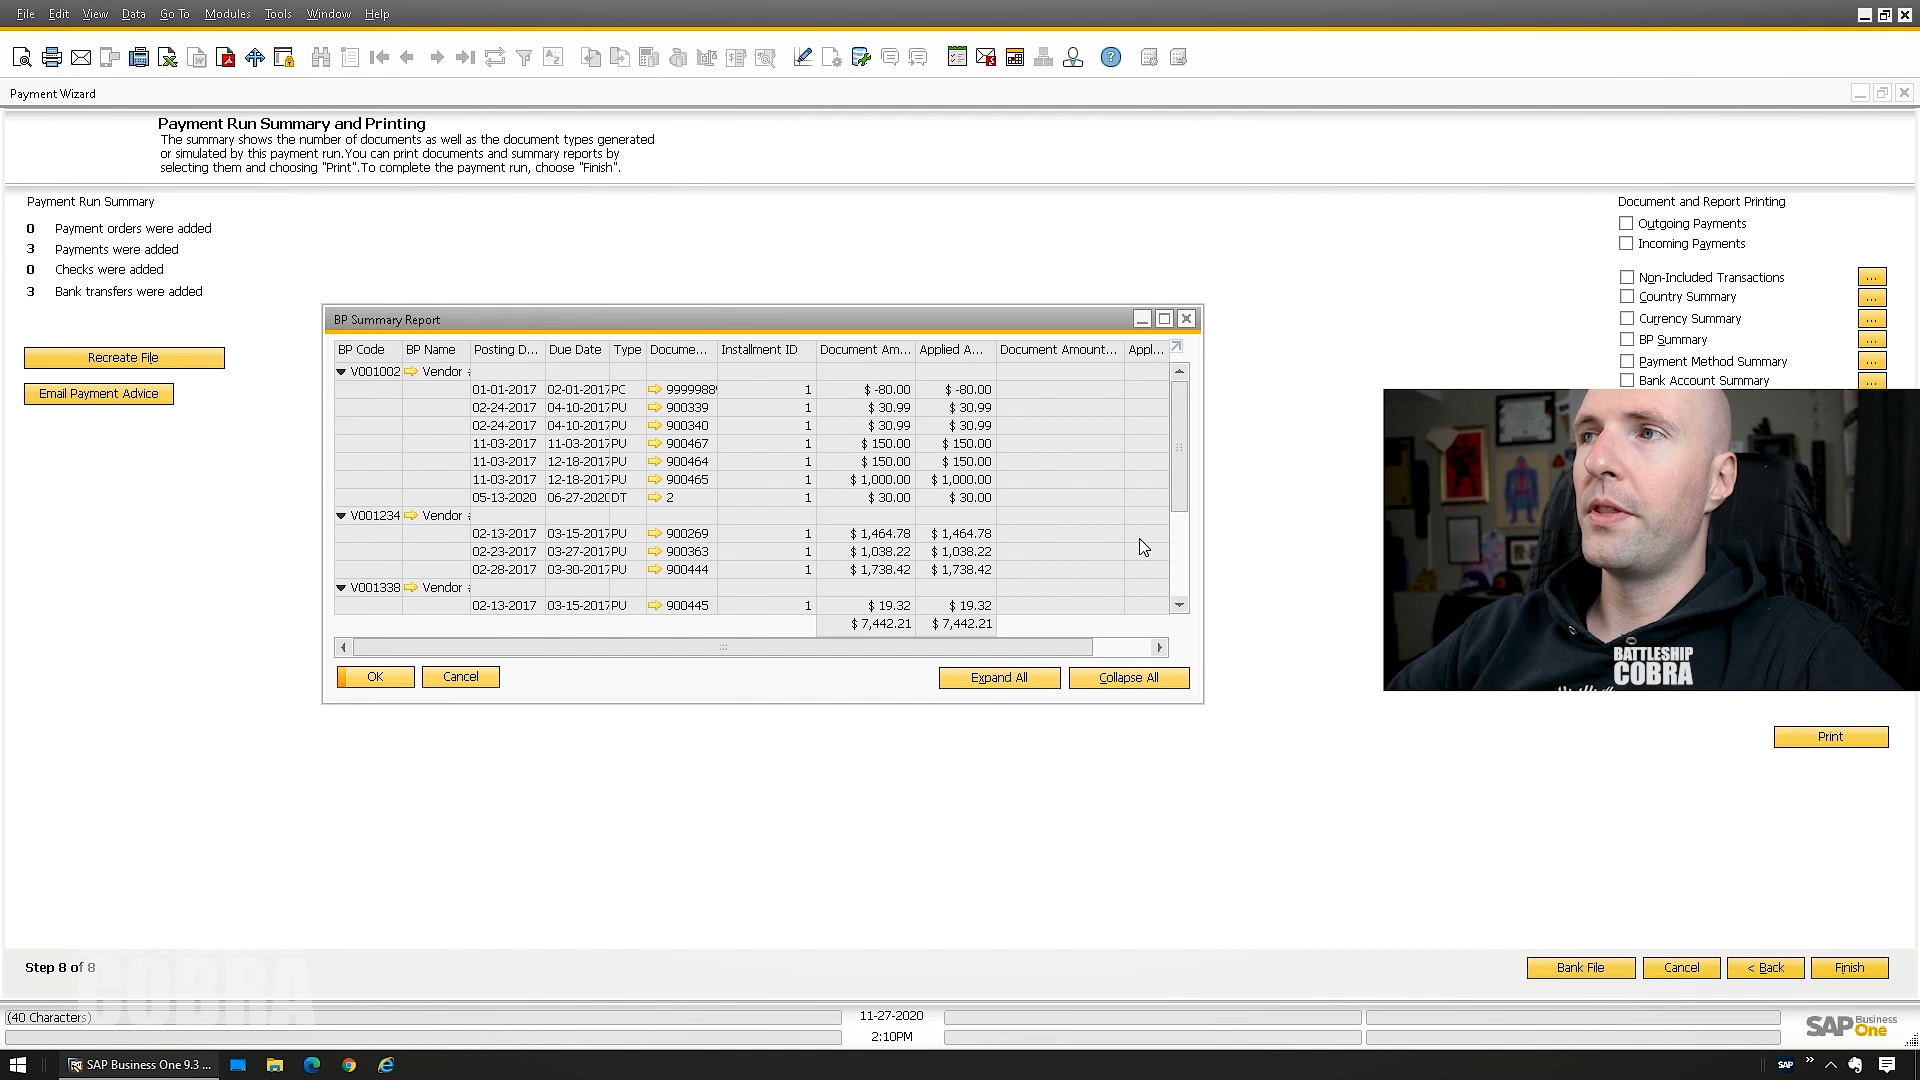 File Edit View Data Go To Modules Tools Window Help
Payment Wizard
Payment Run Summary and Printing
The summary shows the number of documents as well as the document types generated
or simulated by this payment run.You can print documents and summary reports by
selecting them and choosing "Print".To complete the payment run, choose "Finish".
Payment Run Summary
0 Payment orders were added
3 Payments were added
0 Checks were added
3 Bank transfers were added
Recreate File
Email Payment Advice
Document and Report Printing
Outgoing Payments
Incoming Payments
Non-Included Transactions ...
Country Summary ...
Currency Summary ...
BP Summary ...
Payment Method Summary ...
Bank Account Summary ...
BP Summary Report
BP Code BP Name Posting D... Due Date Type Docume... Installment ID Document Am... Applied A... Document Amount... Appl...
V001002 Vendor
01-01-2017 02-01-2017 PC 9999988 1 $ -80.00 $ -80.00
02-24-2017 04-10-2017 PU 900339 1 $ 30.99 $ 30.99
02-24-2017 04-10-2017 PU 900340 1 $ 30.99 $ 30.99
11-03-2017 11-03-2017 PU 900467 1 $ 150.00 $ 150.00
11-03-2017 12-18-2017 PU 900464 1 $ 150.00 $ 150.00
11-03-2017 12-18-2017 PU 900465 1 $ 1,000.00 $ 1,000.00
05-13-2020 06-27-2020 DT 2 1 $ 30.00 $ 30.00
V001234 Vendor
02-13-2017 03-15-2017 PU 900269 1 $ 1,464.78 $ 1,464.78
02-23-2017 03-27-2017 PU 900363 1 $ 1,038.22 $ 1,038.22
02-28-2017 03-30-2017 PU 900444 1 $ 1,738.42 $ 1,738.42
V001338 Vendor
02-13-2017 03-15-2017 PU 900445 1 $ 19.32 $ 19.32
$ 7,442.21 $ 7,442.21
OK Cancel Expand All Collapse All
BATTLESHIP
COBRA
Print
Step 8 of 8
COBRA
Bank File Cancel < Back Finish
(40 Characters)
11-27-2020
2:10PM
SAP Business One
SAP Business One 9.3 ...
SAP